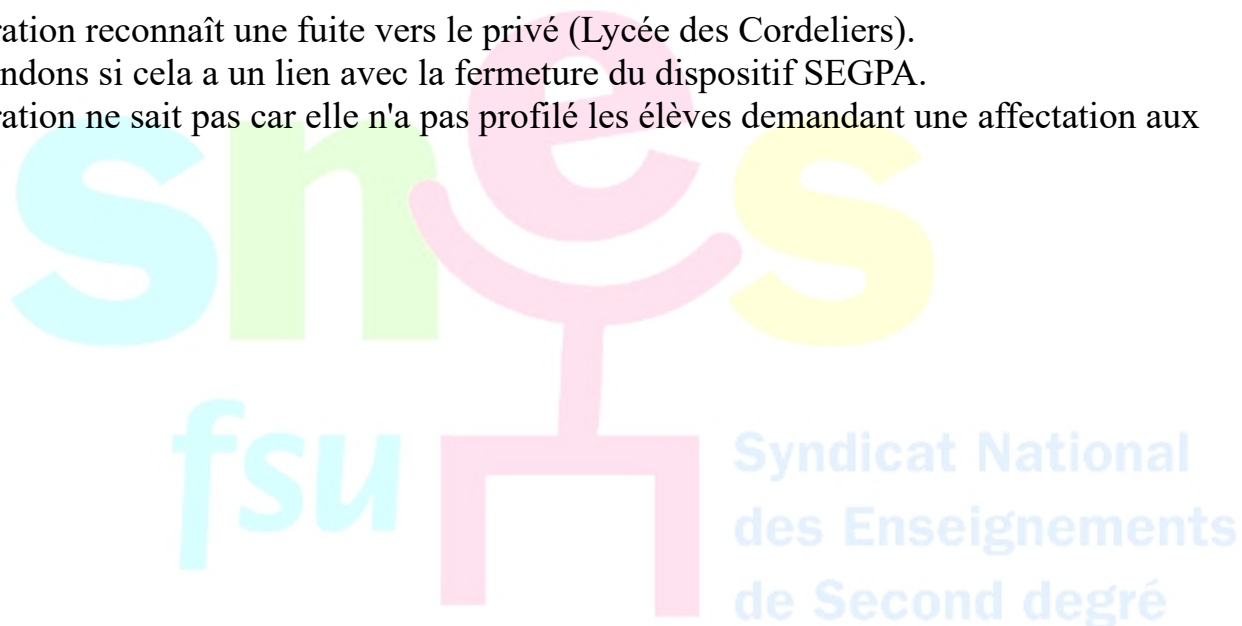 ration reconnaît une fuite vers le privé (Lycée des Cordeliers).
ndons si cela a un lien avec la fermeture du dispositif SEGPA.
ration ne sait pas car elle n'a pas profilé les élèves demandant une affectation aux
snes
fsu
Syndicat National
des Enseignements
de Second degré